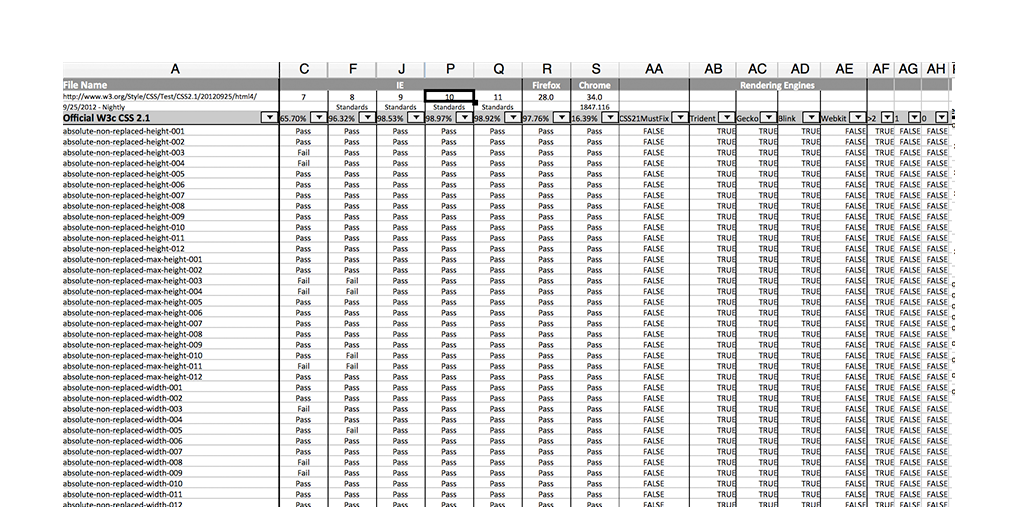 A C F J P Q R S AA AB AC AD AE AF AG AH
File Name IE Firefox Chrome Rendering Engines
http://www.w3.org/Style/CSS/Test/CSS2.1/20120925/html4/ 7 8 9 10 11 28.0 34.0
9/25/2012 - Nightly Standards Standards Standards Standards 1847.116
Official W3c CSS 2.1 65.70% 96.32% 98.53% 98.97% 98.92% 97.76% 16.39% CSS21MustFix Trident Gecko Blink Webkit >2 1 0
absolute-non-replaced-height-001 Pass Pass Pass Pass Pass Pass Pass FALSE TRUE TRUE TRUE FALSE TRUE FALSE FALSE
absolute-non-replaced-height-002 Pass Pass Pass Pass Pass Pass Pass FALSE TRUE TRUE TRUE FALSE TRUE FALSE FALSE
absolute-non-replaced-height-003 Fail Pass Pass Pass Pass Pass Pass FALSE TRUE TRUE TRUE FALSE TRUE FALSE FALSE
absolute-non-replaced-height-004 Fail Pass Pass Pass Pass Pass Pass FALSE TRUE TRUE TRUE FALSE TRUE FALSE FALSE
absolute-non-replaced-height-005 Pass Pass Pass Pass Pass Pass Pass FALSE TRUE TRUE TRUE FALSE TRUE FALSE FALSE
absolute-non-replaced-height-006 Pass Pass Pass Pass Pass Pass Pass FALSE TRUE TRUE TRUE FALSE TRUE FALSE FALSE
absolute-non-replaced-height-007 Pass Pass Pass Pass Pass Pass Pass FALSE TRUE TRUE TRUE FALSE TRUE FALSE FALSE
absolute-non-replaced-height-008 Pass Pass Pass Pass Pass Pass Pass FALSE TRUE TRUE TRUE FALSE TRUE FALSE FALSE
absolute-non-replaced-height-009 Pass Pass Pass Pass Pass Pass Pass FALSE TRUE TRUE TRUE FALSE TRUE FALSE FALSE
absolute-non-replaced-height-010 Pass Pass Pass Pass Pass Pass Pass FALSE TRUE TRUE TRUE FALSE TRUE FALSE FALSE
absolute-non-replaced-height-011 Pass Pass Pass Pass Pass Pass Pass FALSE TRUE TRUE TRUE FALSE TRUE FALSE FALSE
absolute-non-replaced-height-012 Pass Pass Pass Pass Pass Pass Pass FALSE TRUE TRUE TRUE FALSE TRUE FALSE FALSE
absolute-non-replaced-max-height-001 Pass Pass Pass Pass Pass Pass Pass FALSE TRUE TRUE TRUE FALSE TRUE FALSE FALSE
absolute-non-replaced-max-height-002 Pass Pass Pass Pass Pass Pass Pass FALSE TRUE TRUE TRUE FALSE TRUE FALSE FALSE
absolute-non-replaced-max-height-003 Fail Fail Pass Pass Pass Pass Pass FALSE TRUE TRUE TRUE FALSE TRUE FALSE FALSE
absolute-non-replaced-max-height-004 Fail Fail Pass Pass Pass Pass Pass FALSE TRUE TRUE TRUE FALSE TRUE FALSE FALSE
absolute-non-replaced-max-height-005 Pass Pass Pass Pass Pass Pass Pass FALSE TRUE TRUE TRUE FALSE TRUE FALSE FALSE
absolute-non-replaced-max-height-006 Pass Pass Pass Pass Pass Pass Pass FALSE TRUE TRUE TRUE FALSE TRUE FALSE FALSE
absolute-non-replaced-max-height-007 Pass Pass Pass Pass Pass Pass Pass FALSE TRUE TRUE TRUE FALSE TRUE FALSE FALSE
absolute-non-replaced-max-height-008 Pass Pass Pass Pass Pass Pass Pass FALSE TRUE TRUE TRUE FALSE TRUE FALSE FALSE
absolute-non-replaced-max-height-009 Pass Pass Pass Pass Pass Pass Pass FALSE TRUE TRUE TRUE FALSE TRUE FALSE FALSE
absolute-non-replaced-max-height-010 Pass Fail Pass Pass Pass Pass Pass FALSE TRUE TRUE TRUE FALSE TRUE FALSE FALSE
absolute-non-replaced-max-height-011 Fail Fail Pass Pass Pass Pass Pass FALSE TRUE TRUE TRUE FALSE TRUE FALSE FALSE
absolute-non-replaced-max-height-012 Pass Pass Pass Pass Pass Pass Pass FALSE TRUE TRUE TRUE FALSE TRUE FALSE FALSE
absolute-non-replaced-width-001 Pass Pass Pass Pass Pass Pass Pass FALSE TRUE TRUE TRUE FALSE TRUE FALSE FALSE
absolute-non-replaced-width-002 Pass Pass Pass Pass Pass Pass Pass FALSE TRUE TRUE TRUE FALSE TRUE FALSE FALSE
absolute-non-replaced-width-003 Fail Pass Pass Pass Pass Pass Pass FALSE TRUE TRUE TRUE FALSE TRUE FALSE FALSE
absolute-non-replaced-width-004 Pass Pass Pass Pass Pass Pass Pass FALSE TRUE TRUE TRUE FALSE TRUE FALSE FALSE
absolute-non-replaced-width-005 Pass Fail Pass Pass Pass Pass Pass FALSE TRUE TRUE TRUE FALSE TRUE FALSE FALSE
absolute-non-replaced-width-006 Pass Pass Pass Pass Pass Pass Pass FALSE TRUE TRUE TRUE FALSE TRUE FALSE FALSE
absolute-non-replaced-width-007 Pass Pass Pass Pass Pass Pass Pass FALSE TRUE TRUE TRUE FALSE TRUE FALSE FALSE
absolute-non-replaced-width-008 Fail Pass Pass Pass Pass Pass Pass FALSE TRUE TRUE TRUE FALSE TRUE FALSE FALSE
absolute-non-replaced-width-009 Fail Pass Pass Pass Pass Pass Pass FALSE TRUE TRUE TRUE FALSE TRUE FALSE FALSE
absolute-non-replaced-width-010 Pass Pass Pass Pass Pass Pass Pass FALSE TRUE TRUE TRUE FALSE TRUE FALSE FALSE
absolute-non-replaced-width-011 Pass Pass Pass Pass Pass Pass Pass FALSE TRUE TRUE TRUE FALSE TRUE FALSE FALSE
absolute-non-replaced-width-012 Pass Pass Pass Pass Pass Pass Pass FALSE TRUE TRUE TRUE FALSE TRUE FALSE FALSE